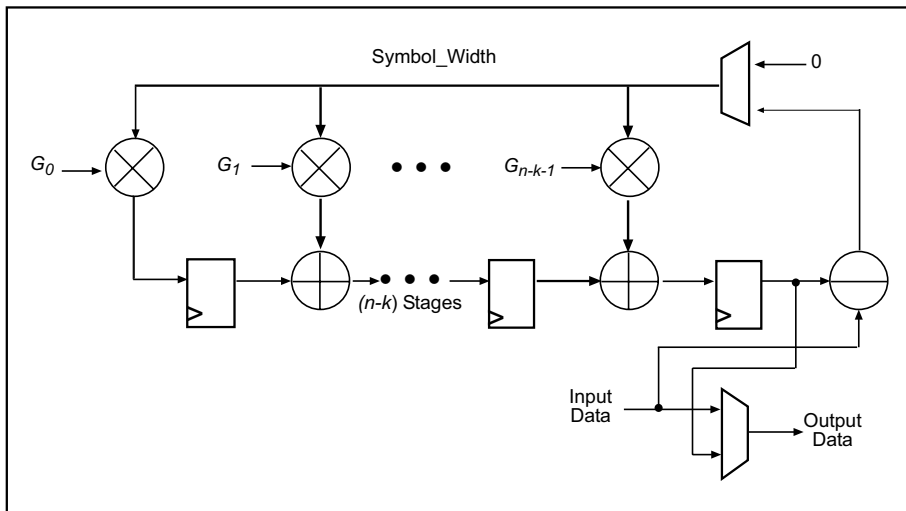 Symbol_Width
0
G0
G1
Gn-k-1
(n-k) Stages
Input
Data
Output
Data